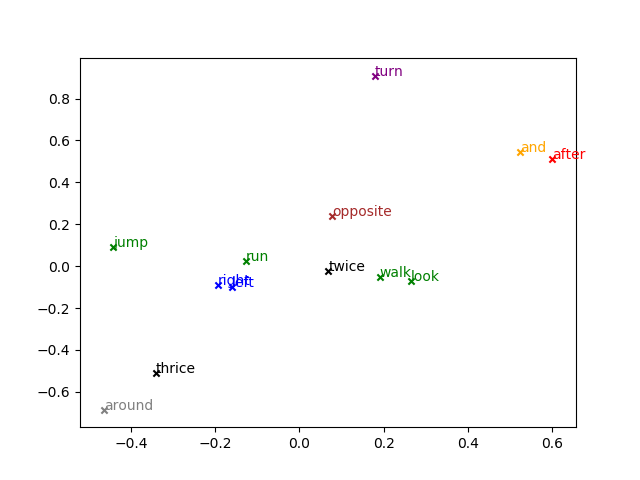 turn
0.8
and
0.6
after
0.4
opposite
0.2
jump
run
twice
0.0
walk
look
right
left
−0.2
−0.4
thrice
−0.6
around
−0.4
−0.2
0.0
0.2
0.4
0.6